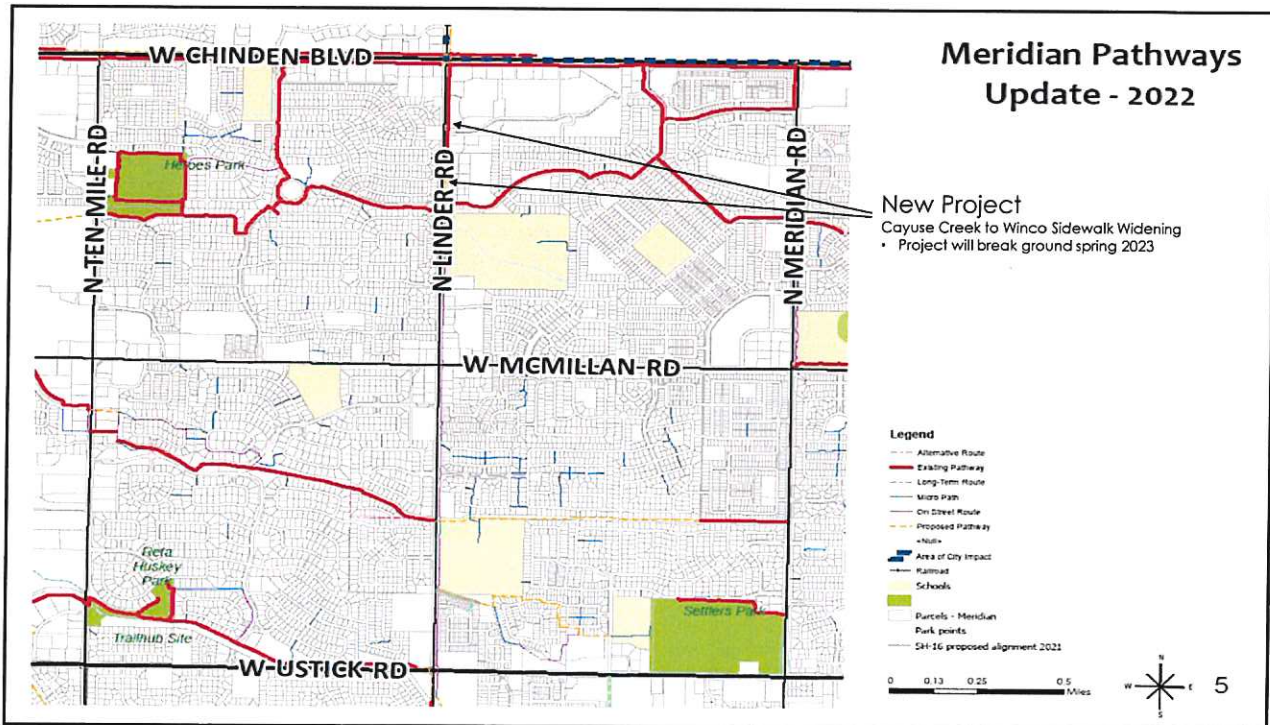 Meridian Pathways
Update - 2022
W CHINDEN BLVD
N-TEN-MILE-RD
N-LINDER-RD
N-MERIDIAN-RD
Heroes Park
New Project
Cayuse Creek to Winco Sidewalk Widening
• Project will break ground spring 2023
W-MCMILLAN-RD
Reta
Huskey
Park
Trailhub Site
Settlers Park
W-USTICK-RD
Legend
Alternative Route
Existing Pathway
Long-Term Route
Micro Path
On Street Route
Proposed Pathway
<Null>
Area of City Impact
Railroad
Schools
Parcels - Meridian
Park points
SH-16 proposed alignment 2021
0 0.13 0.25 0.5
Miles
N
W E
S
5